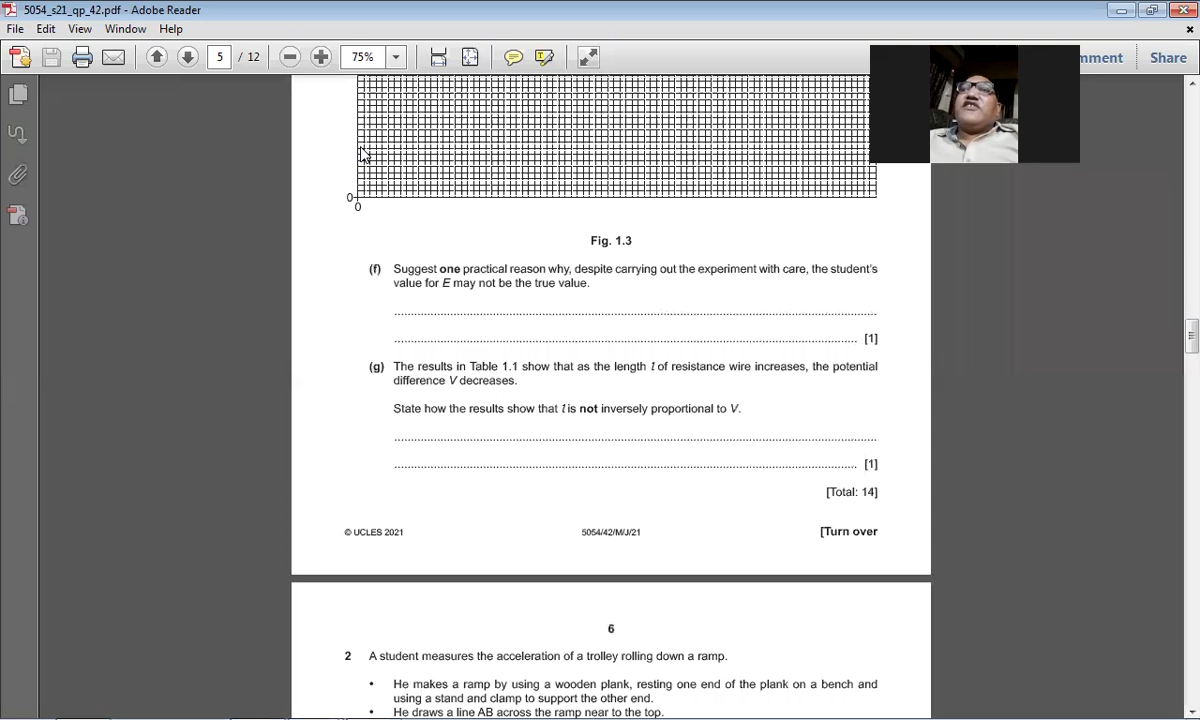 5054_s21_qp_42.pdf - Adobe Reader
File Edit View Window Help
5 / 12 75% mment Share
0
0
Fig. 1.3
(f) Suggest one practical reason why, despite carrying out the experiment with care, the student's
value for E may not be the true value.
[1]
(g) The results in Table 1.1 show that as the length l of resistance wire increases, the potential
difference V decreases.
State how the results show that l is not inversely proportional to V.
[1]
[Total: 14]
© UCLES 2021 5054/42/M/J/21 [Turn over
6
2 A student measures the acceleration of a trolley rolling down a ramp.
• He makes a ramp by using a wooden plank, resting one end of the plank on a bench and
using a stand and clamp to support the other end.
• He draws a line AB across the ramp near to the top.